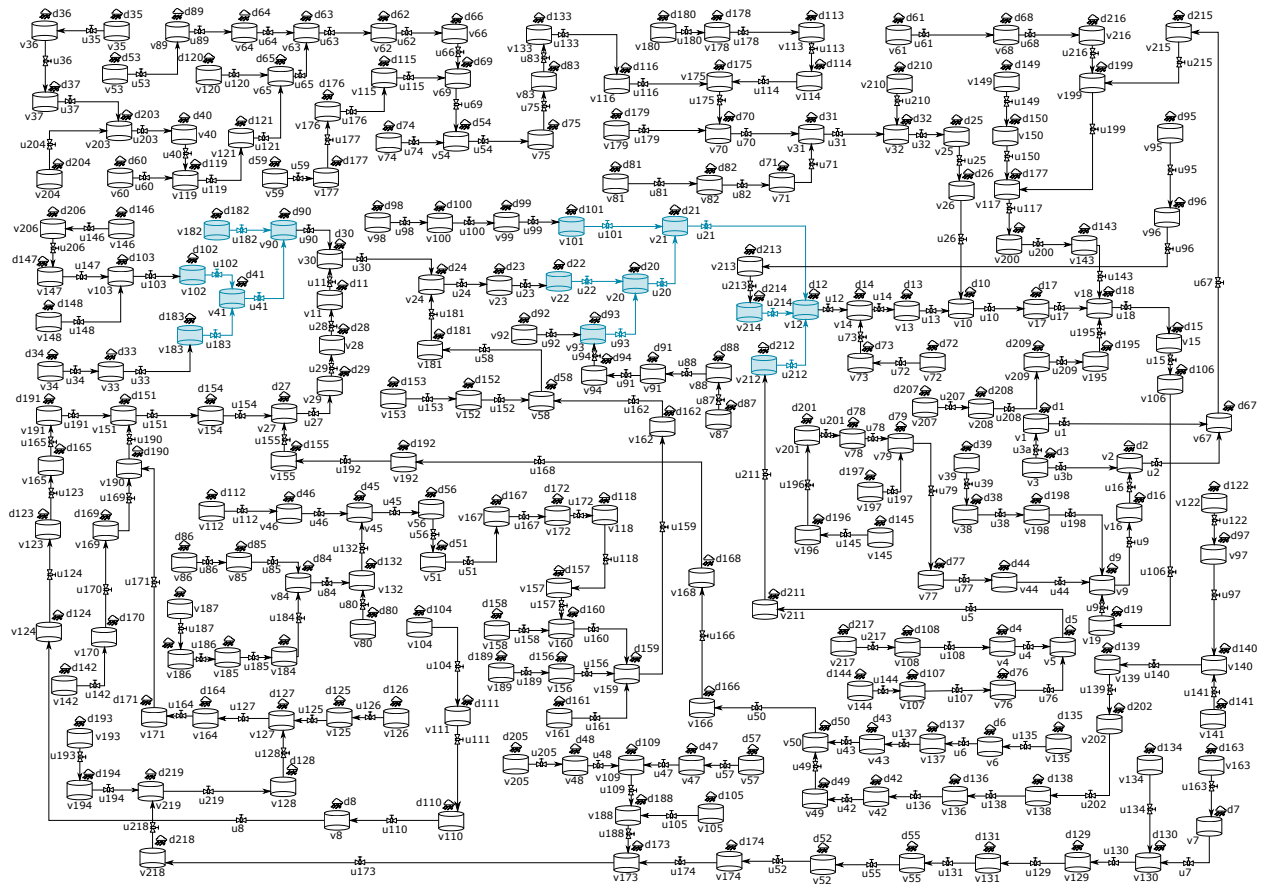 d36 d35 d89 d64 d63 d62 d66 d133 d180 d178 d113 d61 d68 d216 d215
v36 u35 v35 v89 u89 v64 u64 v63 u63 v62 u62 v66 v133 u133 v180 u180 v178 u178 v113 v61 u61 v68 u68 v216 v215
u36 d53 d120 d65 u66 u83 u113 u216 u215
d37 v53 u53 v120 u120 v65 u65 d176 d115 d69 d83 d116 d175 d114 d210 d149 d199
v37 u37 v115 u115 v69 v83 v116 u116 v175 u114 v114 v210 v149 v199
d203 d40 d121 v176 u176 u69 u75 u175 u210 u149 u199
u204 v203 u203 v40 v121 u121 d74 d54 d75 d179 d70 d31 d32 d25 d150 d95
u40 u177 v74 u74 v54 u54 v75 v179 u179 v70 u70 v31 u31 v32 u32 v25 v150 v95
d204 d60 d119 d59 d177 u71 u25 u150 u95
v204 v60 u60 v119 u119 v59 u59 v177 d81 d82 d71 d26 d177
v81 u81 v82 u82 v71 v26 v117 u117
d206 d146 d182 d90 d30 d98 d100 d99 d101 d21 d96
v206 u146 v146 v182 u182 v90 u90 v98 u98 v100 u100 v99 u99 v101 u101 v21 u21 u26 v96 u96
u206 v30 u30 v200 u200 d143 v143
d147 d103 d102 d41 u11 d24 d23 d22 d20 d213 u143 u67
v147 u147 v103 u103 v102 u102 v41 u41 d11 v24 u24 v23 u23 v22 u22 v20 u20 v213 u213
d148 d183 v11 u181 d92 d93 d214 d12 d14 d13 d10 d17 d18
v148 u148 v183 u183 u28 d28 v92 u92 v93 u93 v214 u214 v12 u12 v14 u14 v13 u13 v10 u10 v17 u17 v18 u18
d34 d33 v28 d181 u94 d94 d91 d88 d212 u73 d73 d72 u195 d15
v34 u34 v33 u33 u29 v181 u58 v94 u91 v91 u88 v88 v212 u212 v73 u72 v72 d209 d195 u15 v15
d191 d151 d154 d27 d29 d153 d152 d58 u87 d87 v209 u209 v195 d106
v191 u191 v151 u151 v154 u154 v27 u27 v29 v153 u153 v152 u152 v58 u162 d162 v87 d207 d208 v106
u165 u190 u155 v162 d201 d78 d79 v207 u207 v208 u208 d1 d67
d165 d190 d155 d192 v201 u201 v78 u78 v79 v1 u1 v67
v165 v190 v155 u192 v192 u168 u211 u3a d3 d2
u123 u169 d197 d39 v3 u3b v2 u2
d123 d169 d112 d46 d45 d56 d167 d172 d118 u159 u196 v197 u197 u79 v39 u39 u16 d16 d122
v123 v169 v112 u112 v46 u46 v45 u45 v56 v167 u167 v172 u172 v118 d196 d145 d38 d198 v16 v122
u124 d86 d85 d84 u132 u56 d51 v196 u145 v145 v38 u38 v198 u198 u9 u122 d97
v86 u86 v85 u85 v84 u84 d132 v51 u51 u118 d157 d168 d77 d44 d9 v97
u170 u171 v187 u184 v132 v157 v168 v77 u77 v44 u44 v9 u106 u97
d124 d170 u187 u80 d80 d104 u157 d211 u9 d19
v124 v170 u186 v80 v104 d158 d160 u166 v211 u5 d5 v19
d142 v186 v185 u185 v184 u104 v158 u158 v160 u160 d217 d108 d4 d139 d140
v142 u142 d189 d156 d159 v217 u217 v108 u108 v4 u4 v5 v139 u140 v140
d193 d171 d164 d127 d125 d126 d111 v189 u189 v156 u156 v159 d166 d144 d107 d76 u139 u141
v193 v171 u164 v164 u127 v127 u125 v125 u126 v126 v111 d161 v161 u161 v166 u50 v144 u144 v107 u107 v76 u76 d202 d141
u193 d194 d219 u128 d128 u111 d205 d48 d109 d47 d57 d50 d43 d137 d6 d135 v202 v141
v194 u194 v219 u219 v128 v205 u205 v48 u48 v109 u47 v47 u57 v57 v50 u43 v43 u137 v137 u6 v6 u135 v135 d134 d163
u218 d8 d110 u109 d188 d105 u49 d49 d42 d136 d138 v134 v163
d218 u8 v8 u110 v110 v188 u105 v105 v49 u42 v42 u136 v136 u138 v138 u202 u134 u163 d7
v218 u173 u188 d173 d174 d52 d55 d131 d129 d130 v7
v173 u174 v174 u52 v52 u55 v55 u131 v131 u129 v129 u130 v130 u7